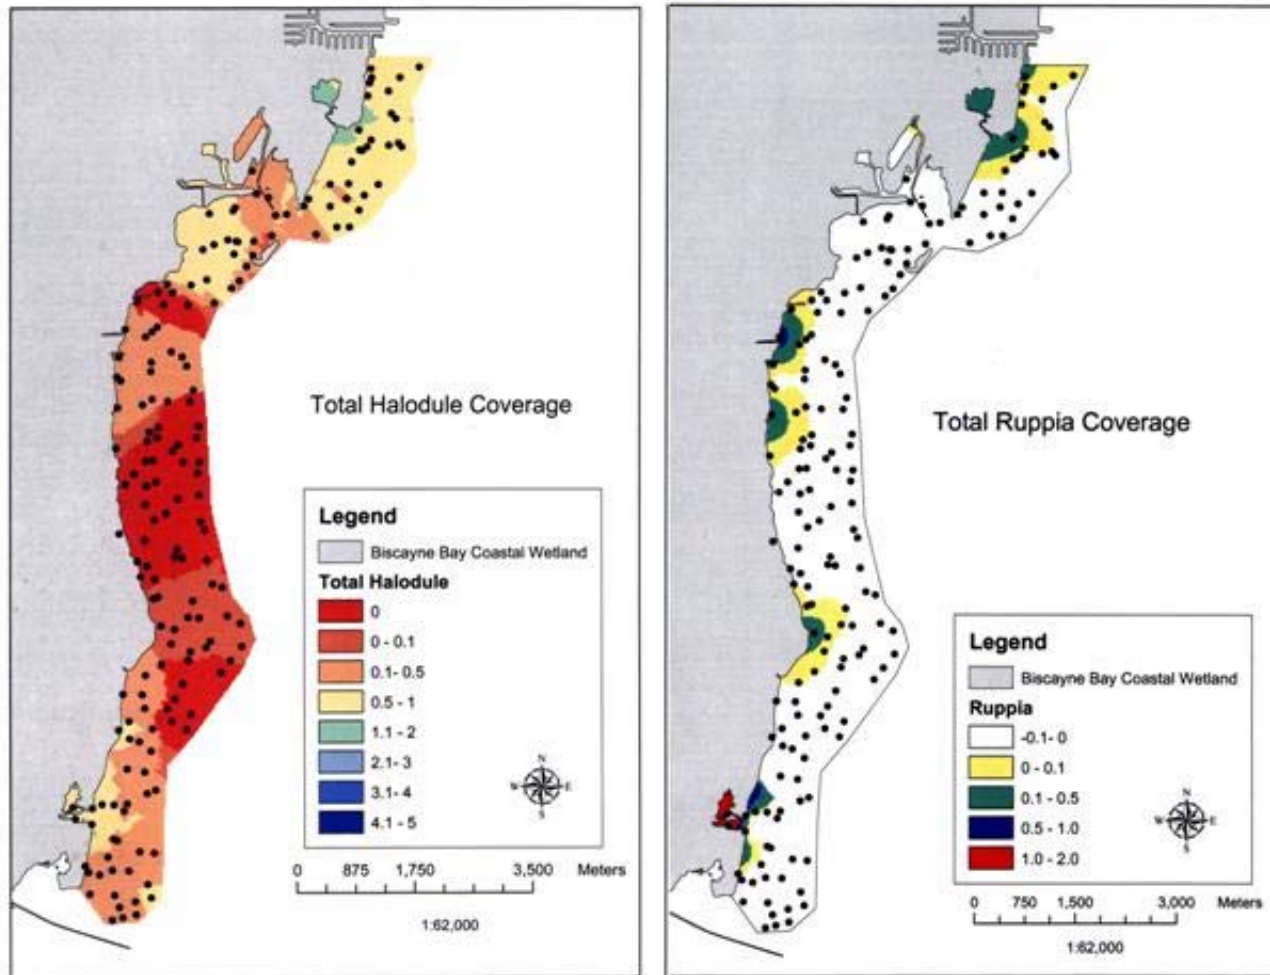 Total Halodule Coverage
Legend
Biscayne Bay Coastal Wetland
Total Halodule
0
0 - 0.1
0.1- 0.5
0.5 - 1
1.1 - 2
2.1- 3
3.1- 4
4.1 - 5
N
W E
S
0 875 1,750 3,500 Meters
1:62,000
Total Ruppia Coverage
Legend
Biscayne Bay Coastal Wetland
Ruppia
-0.1- 0
0 - 0.1
0.1 - 0.5
0.5 - 1.0
1.0 - 2.0
N
W E
S
0 750 1,500 3,000 Meters
1:62,000